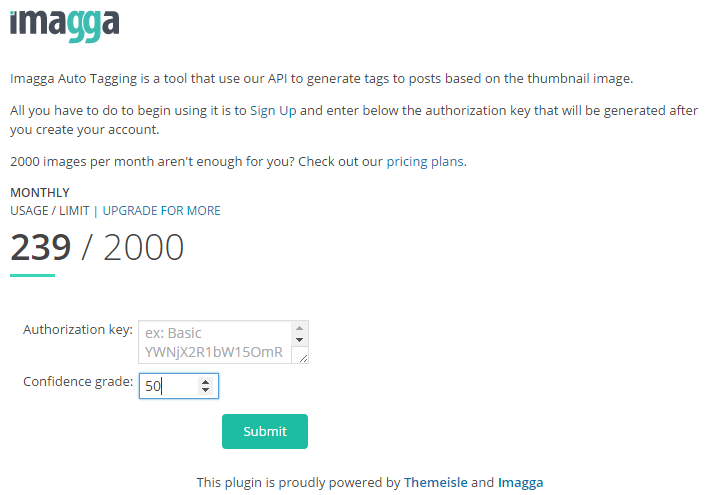 imagga
Imagga Auto Tagging is a tool that use our API to generate tags to posts based on the thumbnail image.
All you have to do to begin using it is to Sign Up and enter below the authorization key that will be generated after
you create your account.
2000 images per month aren't enough for you? Check out our pricing plans.
MONTHLY
USAGE / LIMIT | UPGRADE FOR MORE
239 / 2000
Authorization key:
ex: Basic
YWNjX2R1bW15OmR
Confidence grade: 50
Submit
This plugin is proudly powered by Themeisle and Imagga